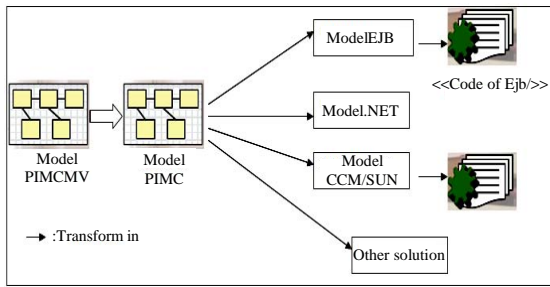 ModelEJB
<<Code of Ejb/>>
Model.NET
Model
PIMCMV
Model
PIMC
Model
CCM/SUN
:Transform in
Other solution